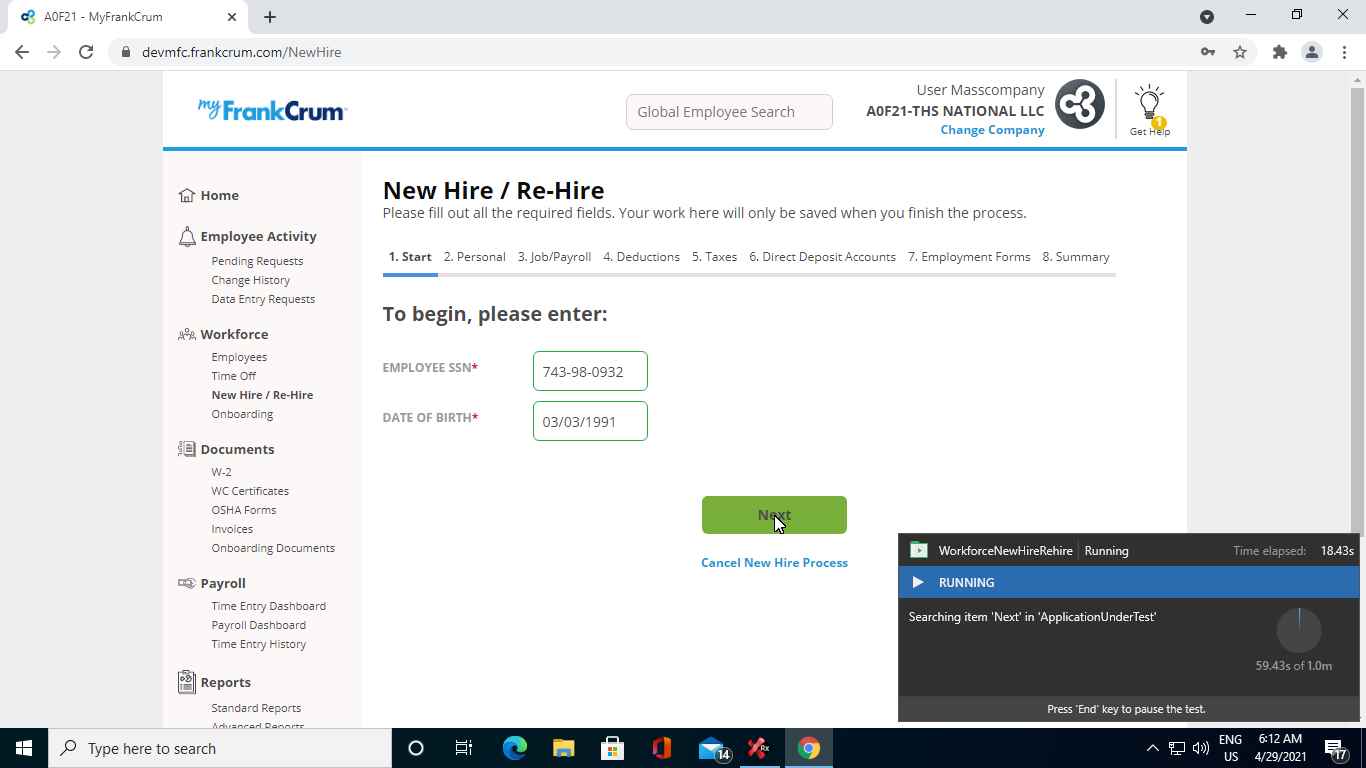 A0F21 - MyFrankCrum
devmfc.frankcrum.com/NewHire
myFrankCrum
Global Employee Search
User Masscompany
A0F21-THS NATIONAL LLC
Change Company
1
Get Help
Home
Employee Activity
Pending Requests
Change History
Data Entry Requests
Workforce
Employees
Time Off
New Hire / Re-Hire
Onboarding
Documents
W-2
WC Certificates
OSHA Forms
Invoices
Onboarding Documents
Payroll
Time Entry Dashboard
Payroll Dashboard
Time Entry History
Reports
Standard Reports
Advanced Reports
New Hire / Re-Hire
Please fill out all the required fields. Your work here will only be saved when you finish the process.
1. Start 2. Personal 3. Job/Payroll 4. Deductions 5. Taxes 6. Direct Deposit Accounts 7. Employment Forms 8. Summary
To begin, please enter:
EMPLOYEE SSN* 743-98-0932
DATE OF BIRTH* 03/03/1991
Next
Cancel New Hire Process
WorkforceNewHireRehire Running Time elapsed: 18.43s
RUNNING
Searching item 'Next' in 'ApplicationUnderTest'
59.43s of 1.0m
Press 'End' key to pause the test.
Type here to search
14
Rx
ENG
US
6:12 AM
4/29/2021
17